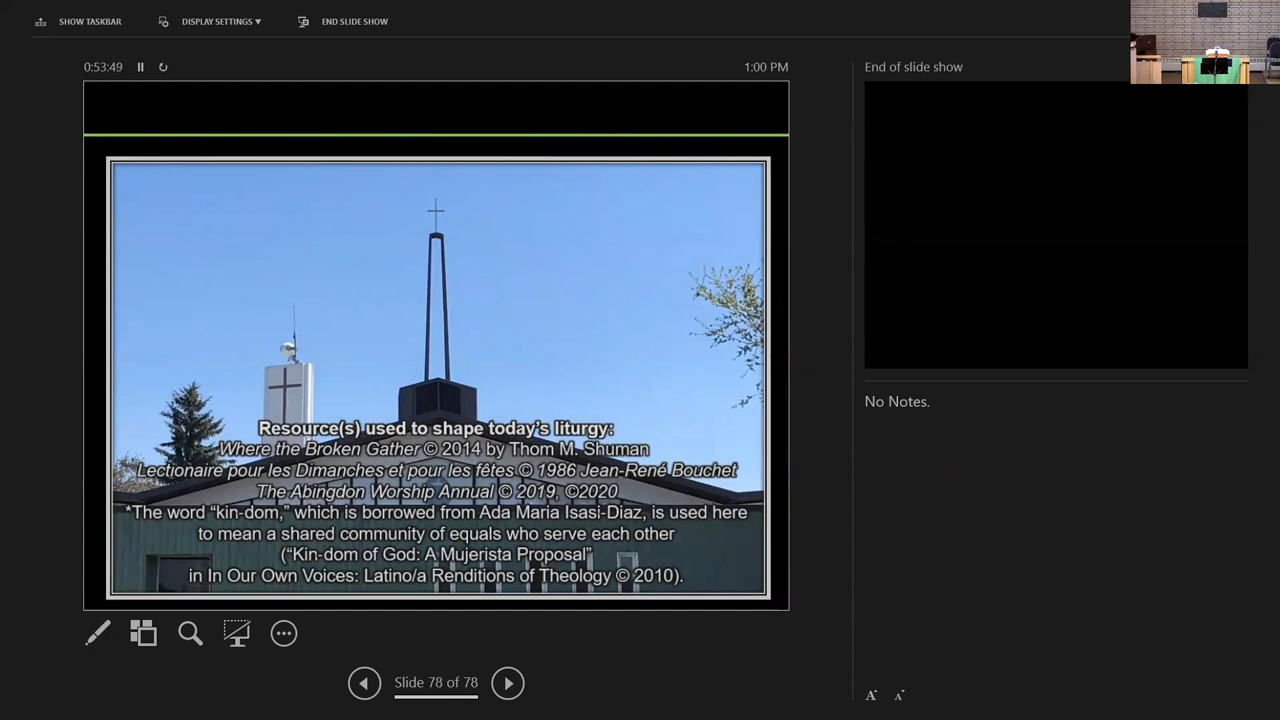 SHOW TASKBAR
DISPLAY SETTINGS ▼
END SLIDE SHOW
0:53:49
1:00 PM
End of slide show
Resource(s) used to shape today's liturgy:
Where the Broken Gather © 2014 by Thom M. Shuman
Lectionaire pour les Dimanches et pour les fêtes © 1986 Jean-René Bouchet
The Abingdon Worship Annual © 2019, ©2020
*The word “kin-dom,” which is borrowed from Ada Maria Isasi-Diaz, is used here
to mean a shared community of equals who serve each other
(“Kin-dom of God: A Mujerista Proposal”
in In Our Own Voices: Latino/a Renditions of Theology © 2010).
No Notes.
Slide 78 of 78
A A